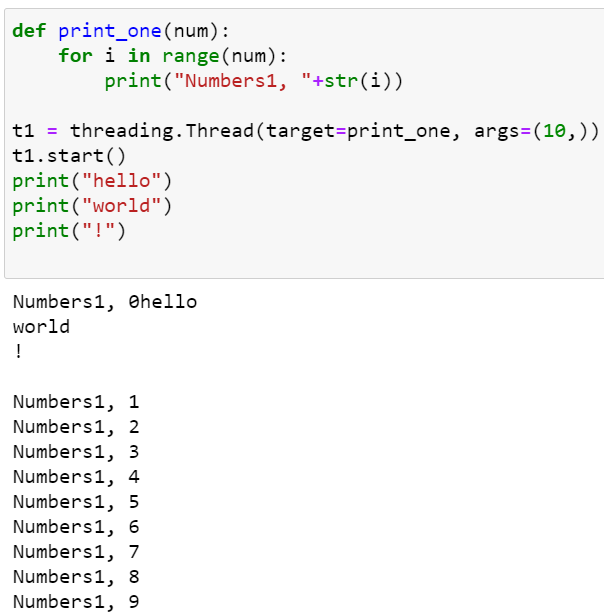 def print_one(num):
    for i in range(num):
        print("Numbers1, "+str(i))

t1 = threading.Thread(target=print_one, args=(10,))
t1.start()
print("hello")
print("world")
print("!")

Numbers1, 0hello
world
!

Numbers1, 1
Numbers1, 2
Numbers1, 3
Numbers1, 4
Numbers1, 5
Numbers1, 6
Numbers1, 7
Numbers1, 8
Numbers1, 9